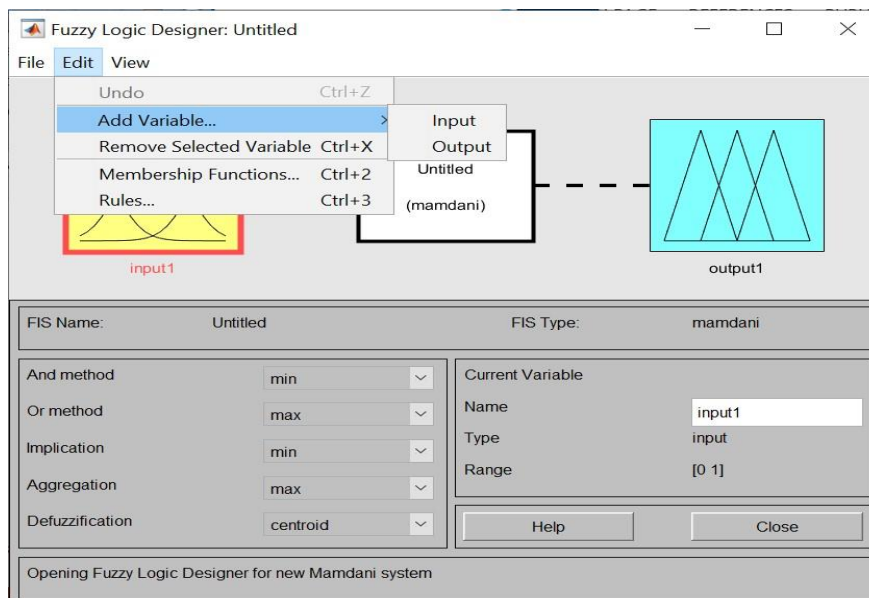 Fuzzy Logic Designer: Untitled
File Edit View
Undo Ctrl+Z
Add Variable... >
Input
Output
Remove Selected Variable Ctrl+X
Membership Functions... Ctrl+2
Rules... Ctrl+3
Untitled
(mamdani)
input1
output1
FIS Name: Untitled FIS Type: mamdani
And method min
Or method max
Implication min
Aggregation max
Defuzzification centroid
Current Variable
Name input1
Type input
Range [0 1]
Help Close
Opening Fuzzy Logic Designer for new Mamdani system